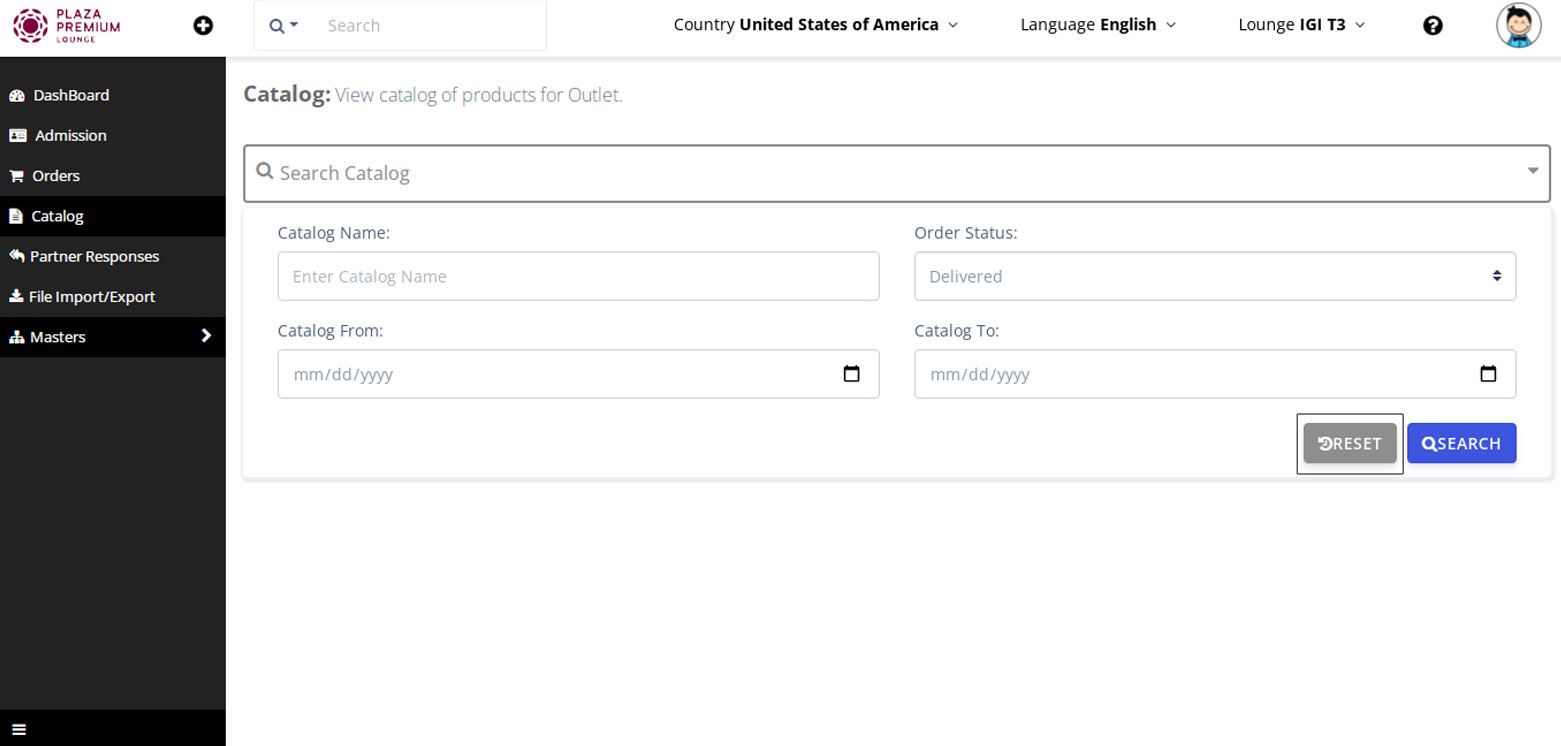 PLAZA
PREMIUM
LOUNGE
Search
Country United States of America
Language English
Lounge IGI T3
DashBoard
Admission
Orders
Catalog
Partner Responses
File Import/Export
Masters
Catalog: View catalog of products for Outlet.
Search Catalog
Catalog Name:
Order Status:
Enter Catalog Name
Delivered
Catalog From:
Catalog To:
mm/dd/yyyy
mm/dd/yyyy
RESET
SEARCH